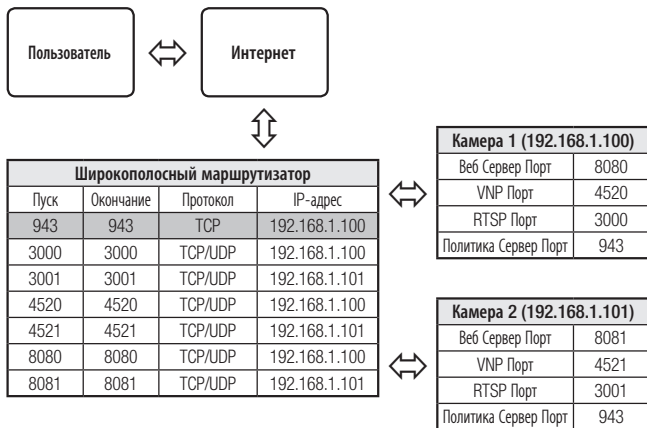 Пользователь
Интернет
Широкополосный маршрутизатор
Пуск Окончание Протокол IP-адрес
943 943 TCP 192.168.1.100
3000 3000 TCP/UDP 192.168.1.100
3001 3001 TCP/UDP 192.168.1.101
4520 4520 TCP/UDP 192.168.1.100
4521 4521 TCP/UDP 192.168.1.101
8080 8080 TCP/UDP 192.168.1.100
8081 8081 TCP/UDP 192.168.1.101
Камера 1 (192.168.1.100)
Веб Сервер Порт 8080
VNP Порт 4520
RTSP Порт 3000
Политика Сервер Порт 943
Камера 2 (192.168.1.101)
Веб Сервер Порт 8081
VNP Порт 4521
RTSP Порт 3001
Политика Сервер Порт 943